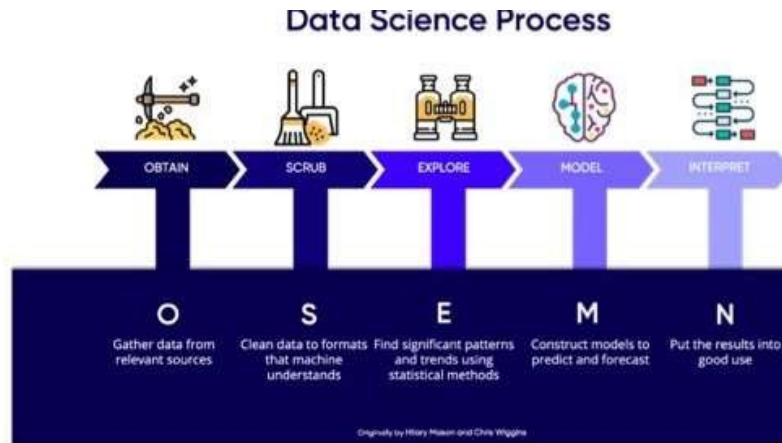 Data Science Process
OBTAIN
SCRUB
EXPLORE
MODEL
INTERPRET
O
Gather data from
relevant sources
S
Clean data to formats
that machine
understands
E
Find significant patterns
and trends using
statistical methods
M
Construct models to
predict and forecast
N
Put the results into
good use
Originally by Hilary Mason and Chris Wiggins